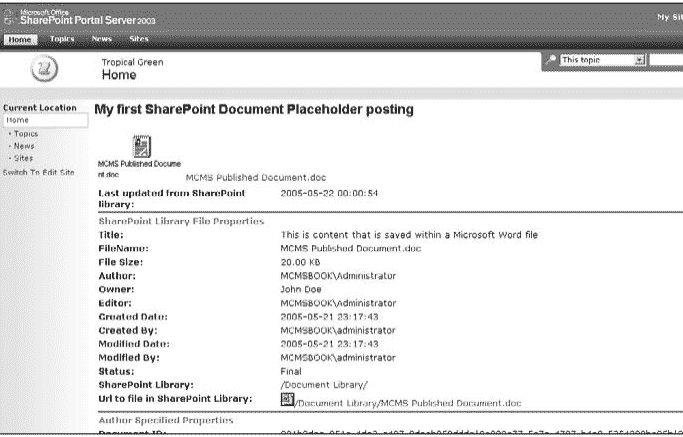 Microsoft Office
SharePoint Portal Server 2003
My Sit
Home Topics News Sites
Tropical Green
Home
This topic
Current Location
Home
Topics
News
Sites
Switch To Edit Site
My first SharePoint Document Placeholder posting
MCMS Published Docume
nt.doc
MCMS Published Document.doc
Last updated from SharePoint library: 2005-05-22 00:00:54
SharePoint Library File Properties
Title: This is content that is saved within a Microsoft Word file
FileName: MCMS Published Document.doc
File Size: 20.00 KB
Author: MCMSBOOK\Administrator
Owner: John Doe
Editor: MCMSBOOK\Administrator
Created Date: 2005-05-21 23:17:43
Created By: MCMSBOOK\administrator
Modified Date: 2005-05-21 23:17:43
Modified By: MCMSBOOK\administrator
Status: Final
SharePoint Library: /Document Library/
Url to file in SharePoint Library: /Document Library/MCMS Published Document.doc
Author Specified Properties
Document ID: